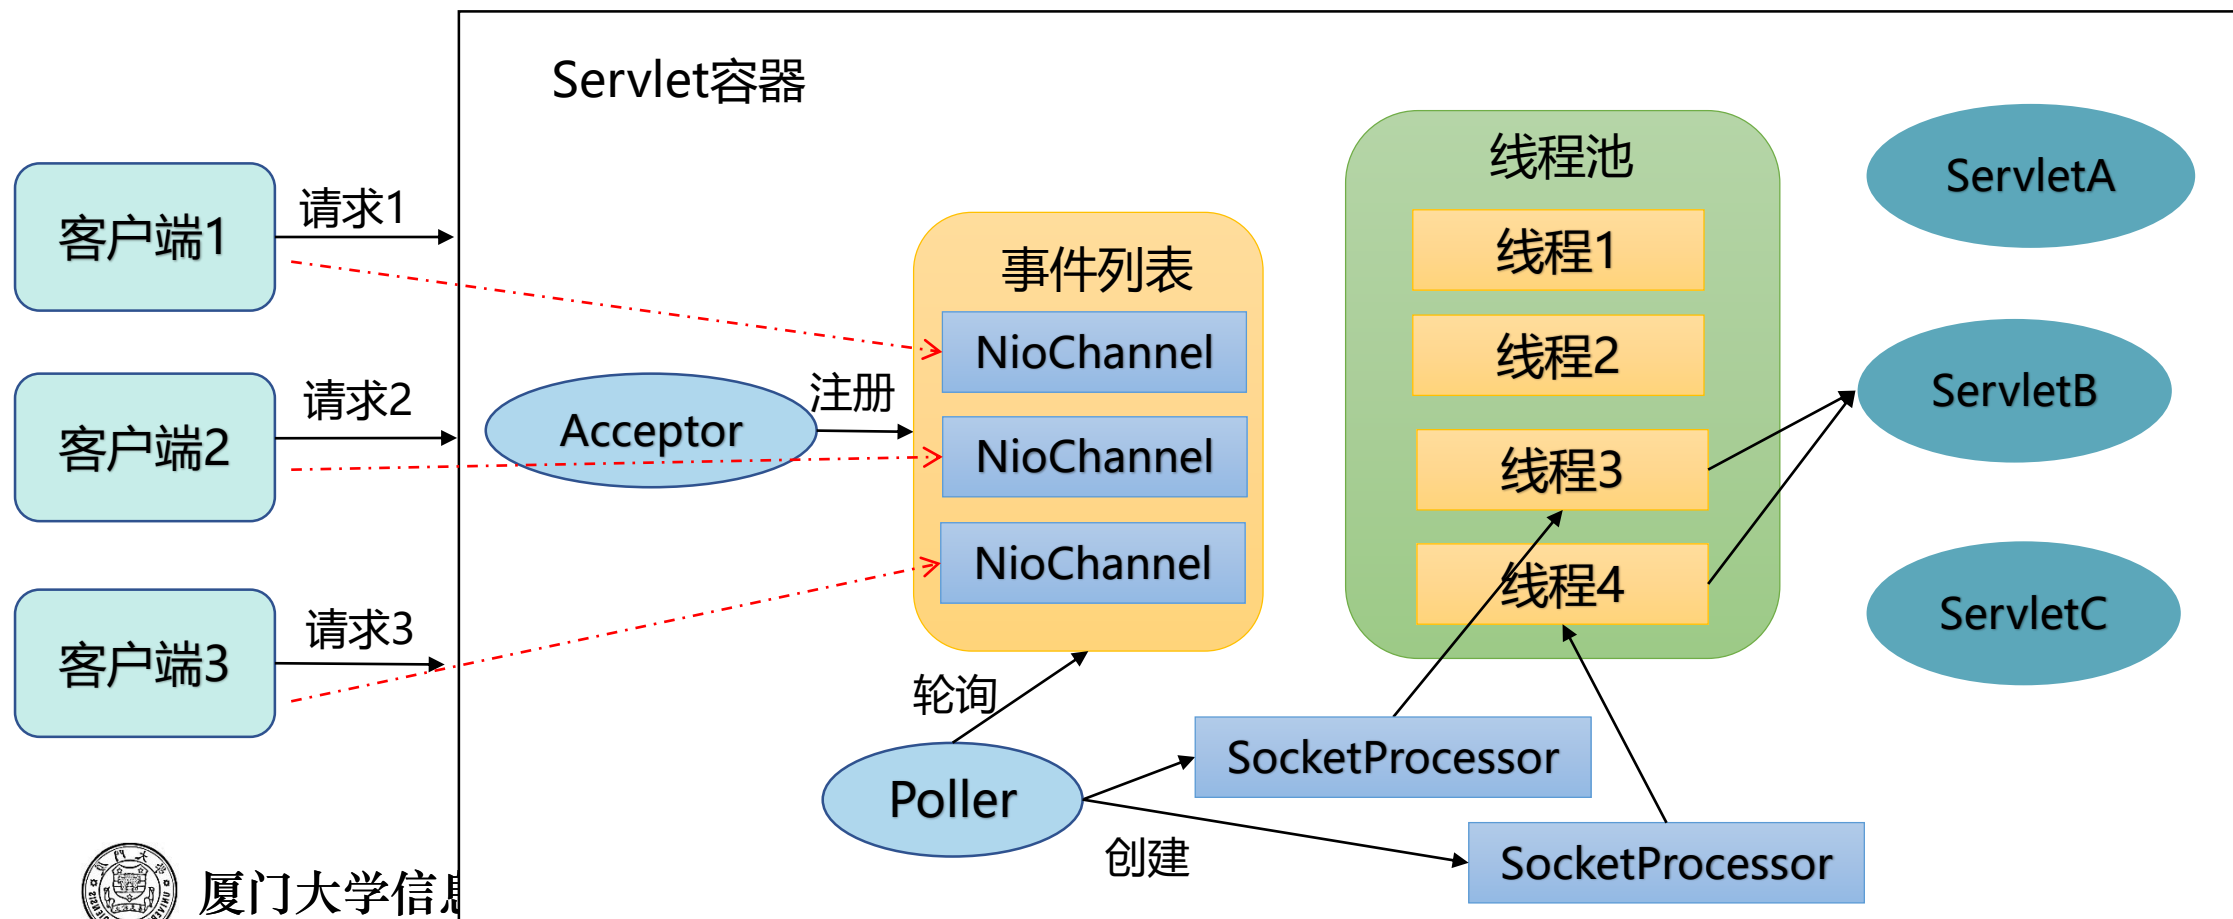 Servlet容器
客户端1
请求1
客户端2
请求2
客户端3
请求3
Acceptor
注册
事件列表
NioChannel
NioChannel
NioChannel
轮询
Poller
创建
SocketProcessor
SocketProcessor
线程池
线程1
线程2
线程3
线程4
ServletA
ServletB
ServletC
厦门大学信